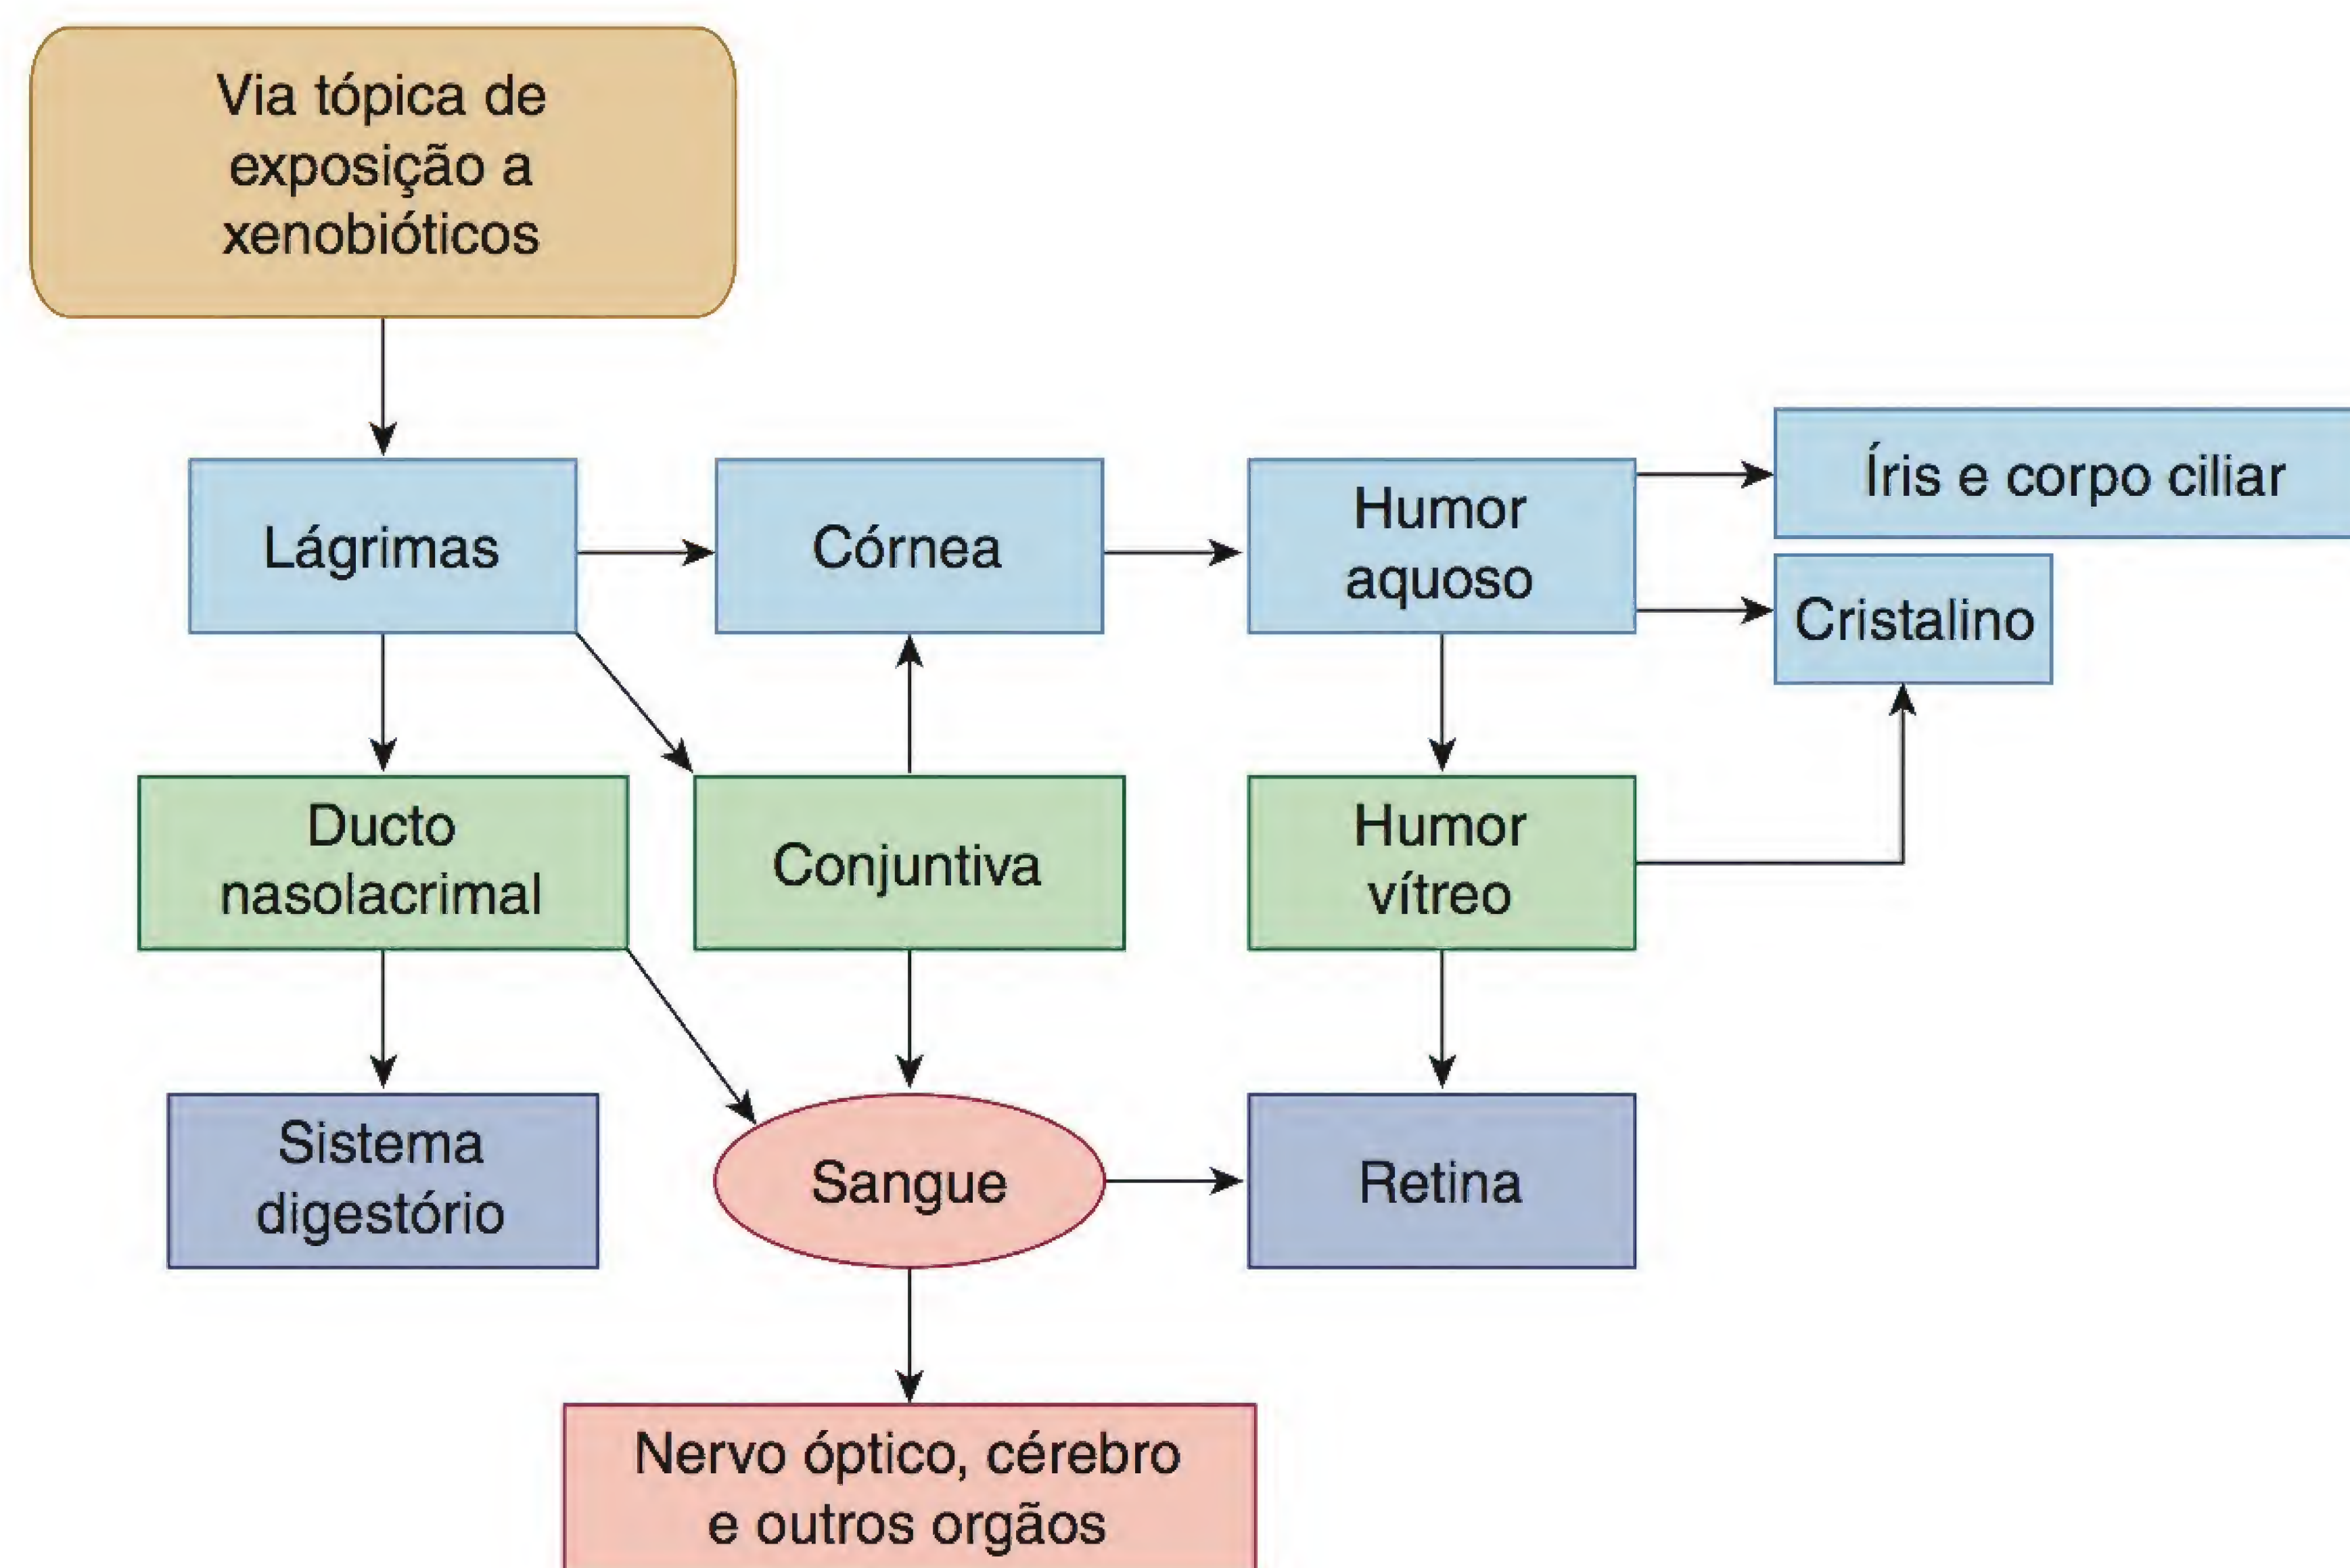 Via tópica de
exposição a
xenobióticos
Lágrimas
Córnea
Humor
aquoso
Íris e corpo ciliar
Cristalino
Ducto
nasolacrimal
Conjuntiva
Humor
vítreo
Sistema
digestório
Sangue
Retina
Nervo óptico, cérebro
e outros orgãos